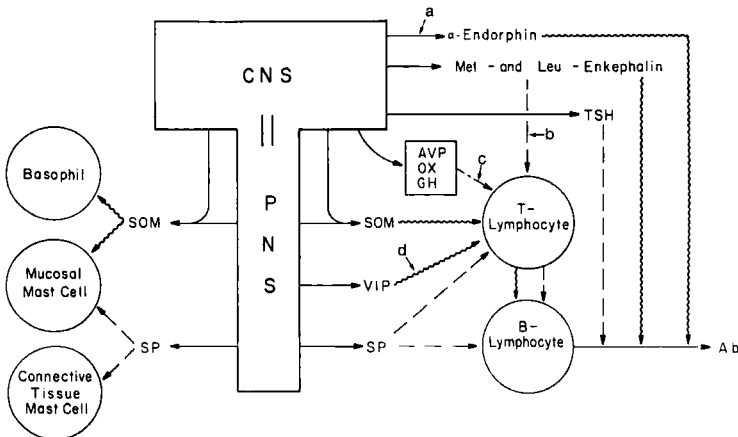 a
α-Endorphin
CNS
Met - and Leu - Enkephalin
TSH
b
AVP
OX
GH
c
Basophil
T-
Lymphocyte
PNS
SOM
SOM
d
Mucosal
Mast Cell
VIP
B-
Lymphocyte
SP
SP
Ab
Connective
Tissue
Mast Cell